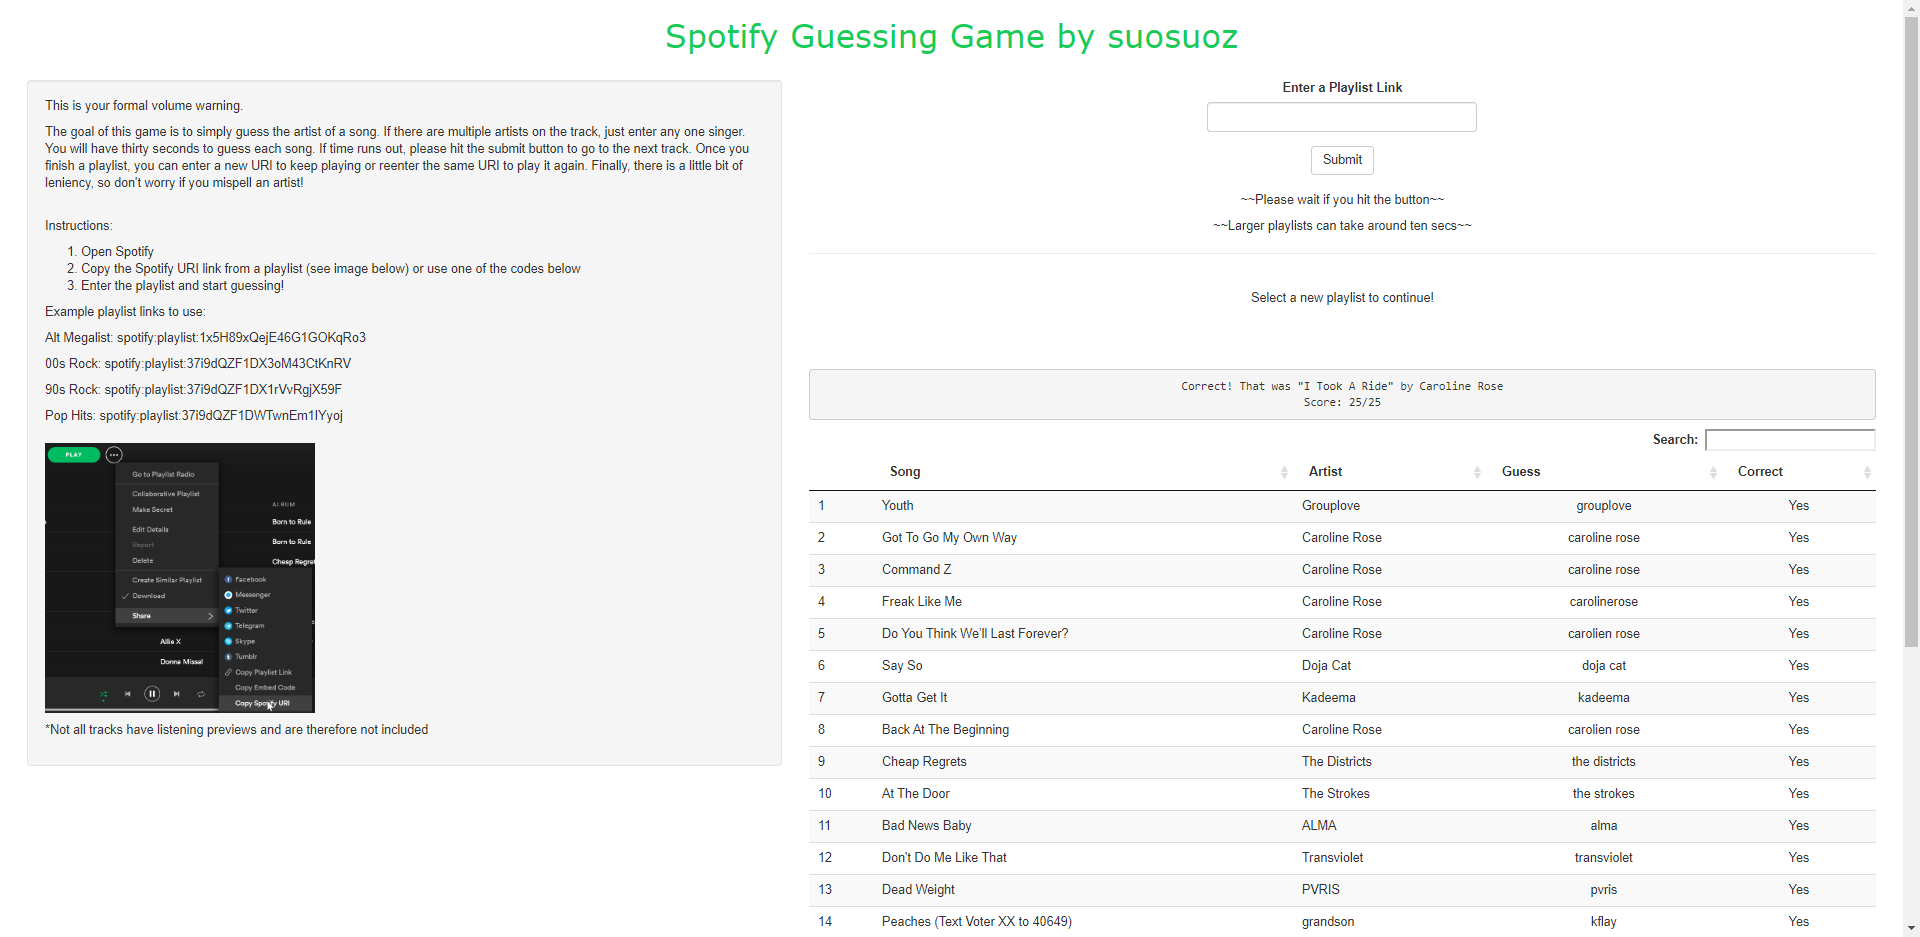 Spotify Guessing Game by suosuoz
This is your formal volume warning.
The goal of this game is to simply guess the artist of a song. If there are multiple artists on the track, just enter any one singer.
You will have thirty seconds to guess each song. If time runs out, please hit the submit button to go to the next track. Once you
finish a playlist, you can enter a new URI to keep playing or reenter the same URI to play it again. Finally, there is a little bit of
leniency, so don't worry if you mispell an artist!
Instructions:
1. Open Spotify
2. Copy the Spotify URI link from a playlist (see image below) or use one of the codes below
3. Enter the playlist and start guessing!
Example playlist links to use:
Alt Megalist: spotify:playlist:1x5H89xQejE46G1GOKqRo3
00s Rock: spotify:playlist:37i9dQZF1DX3oM43CtKnRV
90s Rock: spotify:playlist:37i9dQZF1DX1rVvRgjX59F
Pop Hits: spotify:playlist:37i9dQZF1DWTwnEm1IYyoj
PLAY
Go to Playlist Radio
Collaborative Playlist
Make Secret
Edit Details
Report
Delete
Create Similar Playlist
Download
Share
ALBUM
Born to Rule
Born to Rule
Cheap Regret
Facebook
Messenger
Twitter
Telegram
Skype
Tumblr
Copy Playlist Link
Copy Embed Code
Copy Spotify URI
Allie X
Donna Missal
*Not all tracks have listening previews and are therefore not included
Enter a Playlist Link
Submit
~~Please wait if you hit the button~~
~~Larger playlists can take around ten secs~~
Select a new playlist to continue!
Correct! That was "I Took A Ride" by Caroline Rose
Score: 25/25
Search:
Song Artist Guess Correct
1 Youth Grouplove grouplove Yes
2 Got To Go My Own Way Caroline Rose caroline rose Yes
3 Command Z Caroline Rose caroline rose Yes
4 Freak Like Me Caroline Rose carolinerose Yes
5 Do You Think We'll Last Forever? Caroline Rose carolien rose Yes
6 Say So Doja Cat doja cat Yes
7 Gotta Get It Kadeema kadeema Yes
8 Back At The Beginning Caroline Rose carolien rose Yes
9 Cheap Regrets The Districts the districts Yes
10 At The Door The Strokes the strokes Yes
11 Bad News Baby ALMA alma Yes
12 Don't Do Me Like That Transviolet transviolet Yes
13 Dead Weight PVRIS pvris Yes
14 Peaches (Text Voter XX to 40649) grandson kflay Yes